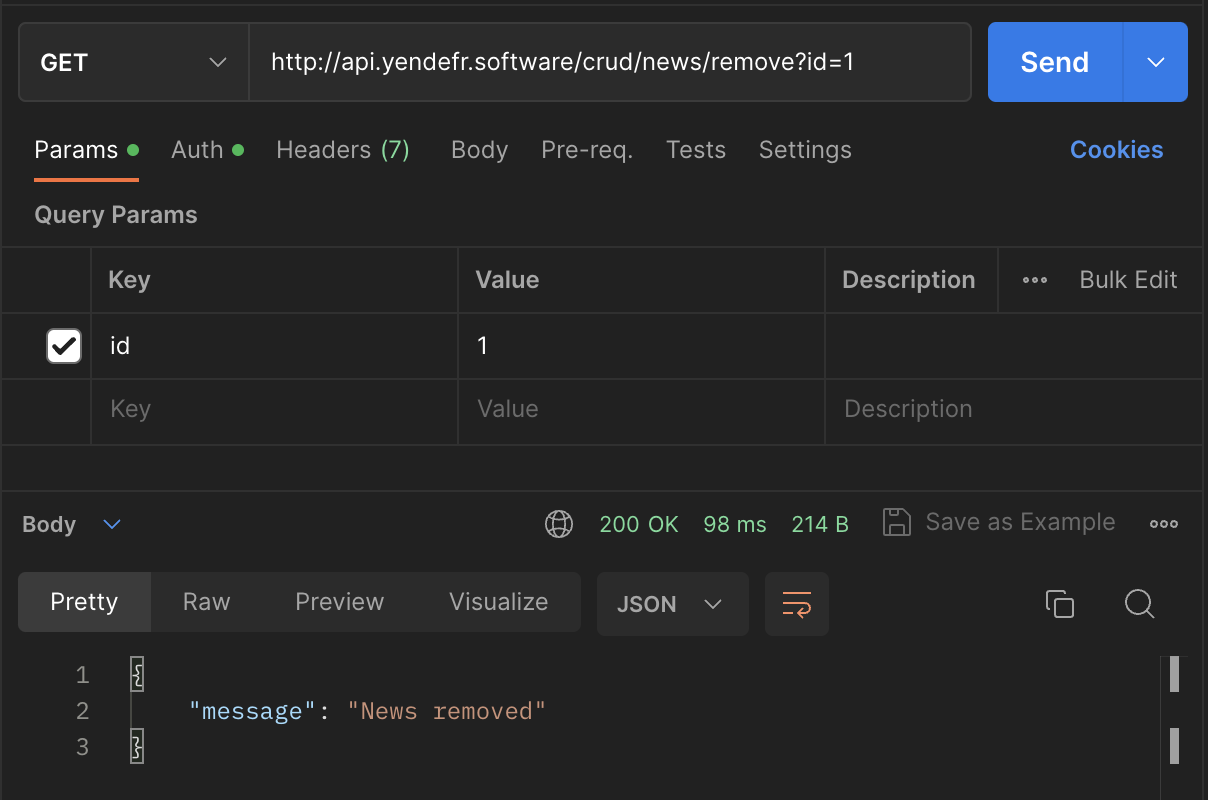 GET http://api.yendefr.software/crud/news/remove?id=1 Send
Params Auth Headers (7) Body Pre-req. Tests Settings Cookies
Query Params
Key Value Description Bulk Edit
id 1
Key Value Description
Body 200 OK 98 ms 214 B Save as Example
Pretty Raw Preview Visualize JSON
1 {
2 "message": "News removed"
3 }